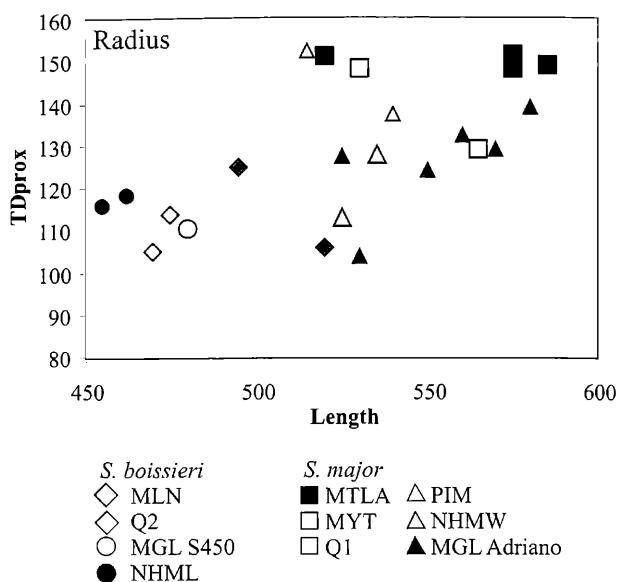 160
Radius
150
140
130
120
110
100
90
80
TDprox
450 500 550 600
Length
S. boissieri S. major
MLN MTLA PIM
Q2 MYT NHMW
MGL S450 Q1 MGL Adriano
NHML